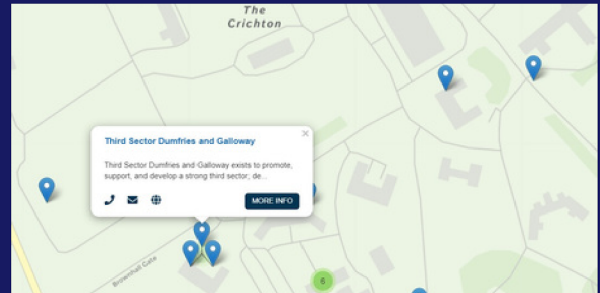 The
Crichton
Third Sector Dumfries and Galloway
Third Sector Dumfries and Galloway exists to promote,
support, and develop a strong third sector; de...
MORE INFO
Brownhall Gate
6